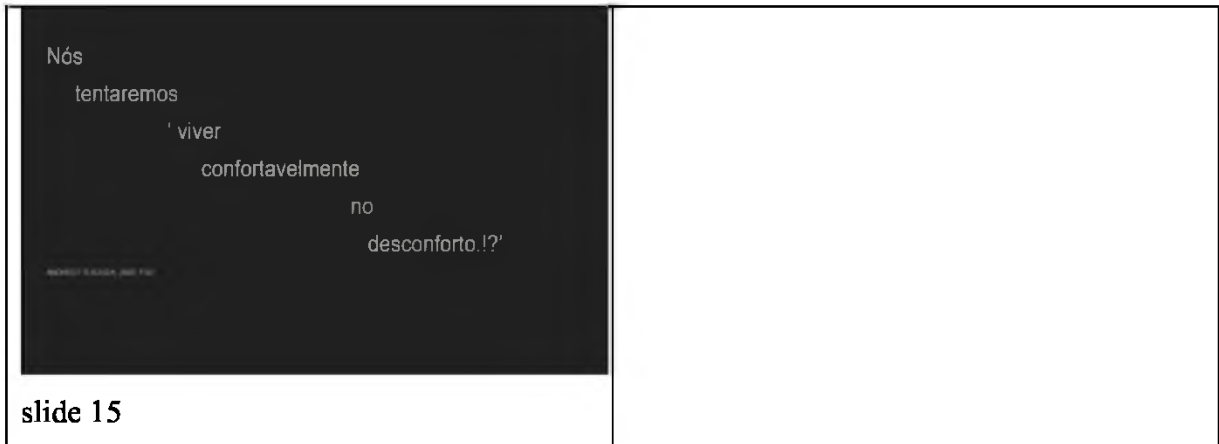 Nós
tentaremos
' viver
confortavelmente
no
desconforto.!?'
slide 15